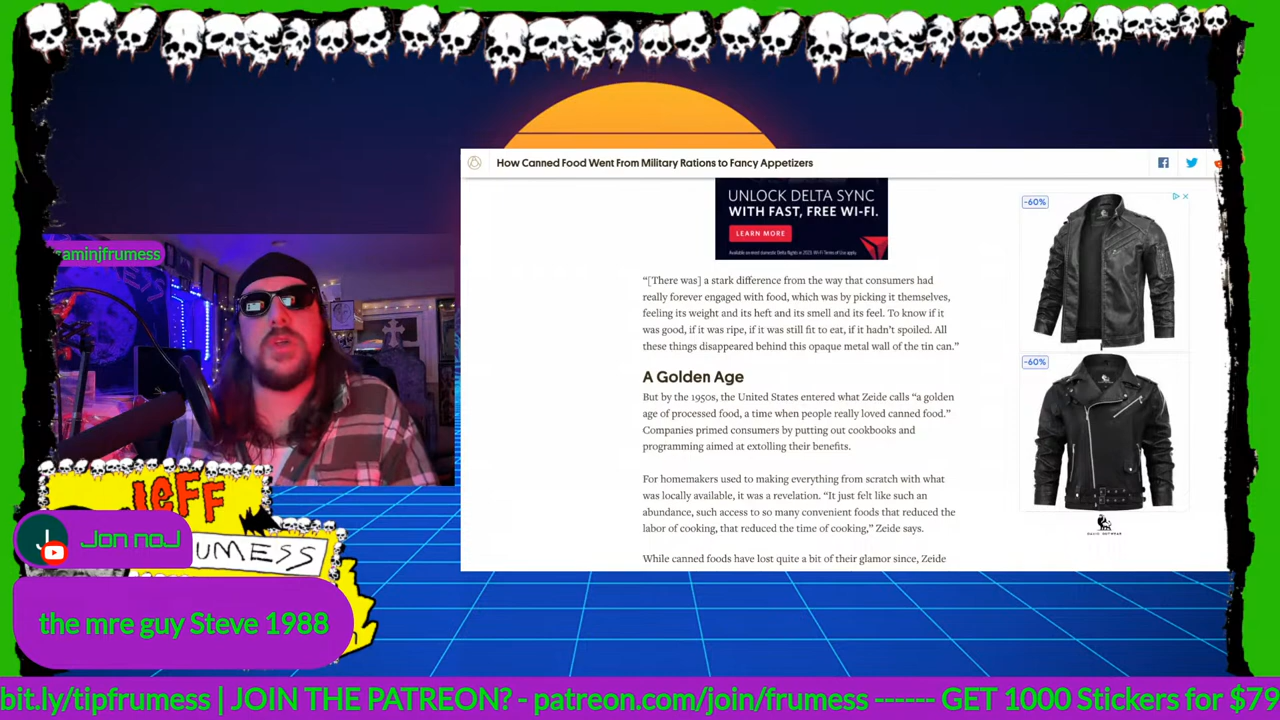 How Canned Food Went From Military Rations to Fancy Appetizers
UNLOCK DELTA SYNC
WITH FAST, FREE WI-FI.
LEARN MORE
-60%
“[There was] a stark difference from the way that consumers had
really forever engaged with food, which was by picking it themselves,
feeling its weight and its heft and its smell and its feel. To know if it
was good, if it was ripe, if it was still fit to eat, if it hadn’t spoiled. All
these things disappeared behind this opaque metal wall of the tin can.”
-60%
A Golden Age
But by the 1950s, the United States entered what Zeide calls “a golden
age of processed food, a time when people really loved canned food.”
Companies primed consumers by putting out cookbooks and
programming aimed at extolling their benefits.
For homemakers used to making everything from scratch with what
was locally available, it was a revelation. “It just felt like such an
abundance, such access to so many convenient foods that reduced the
labor of cooking, that reduced the time of cooking,” Zeide says.
While canned foods have lost quite a bit of their glamor since, Zeide
saminjfrumess
JEFF
FRUMESS
J
Jon noJ
the mre guy Steve 1988
bit.ly/tipfrumess | JOIN THE PATREON? - patreon.com/join/frumess ------ GET 1000 Stickers for $79